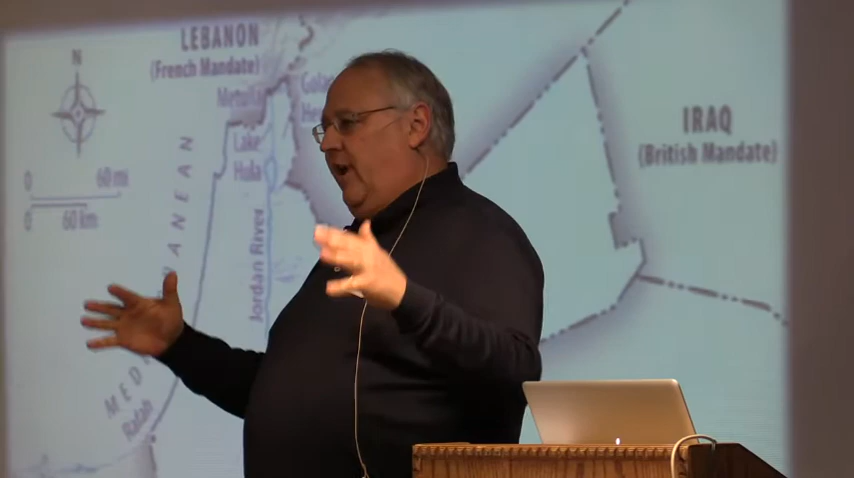 LEBANON
(French Mandate)
N
Metulla
Golan
Lake
Hula
IRAQ
(British Mandate)
0 60 mi
0 60 km
Jordan River
Rafah